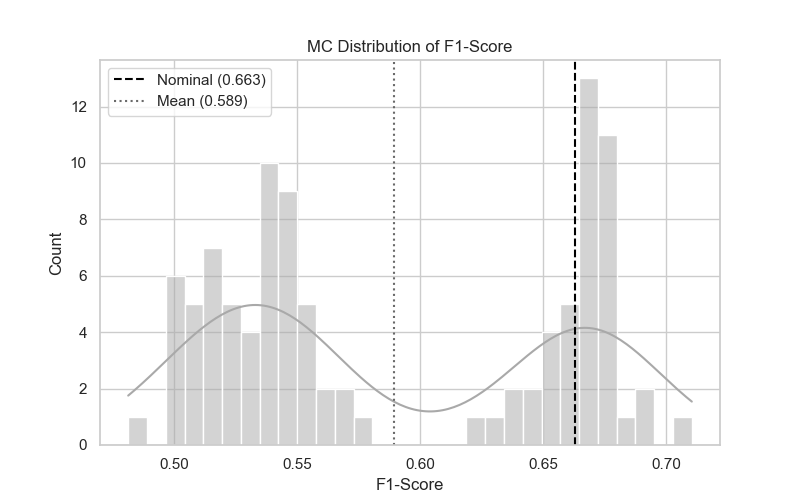 MC Distribution of F1-Score
Nominal (0.663)
Mean (0.589)
12
10
8
6
4
2
0
Count
0.50 0.55 0.60 0.65 0.70
F1-Score